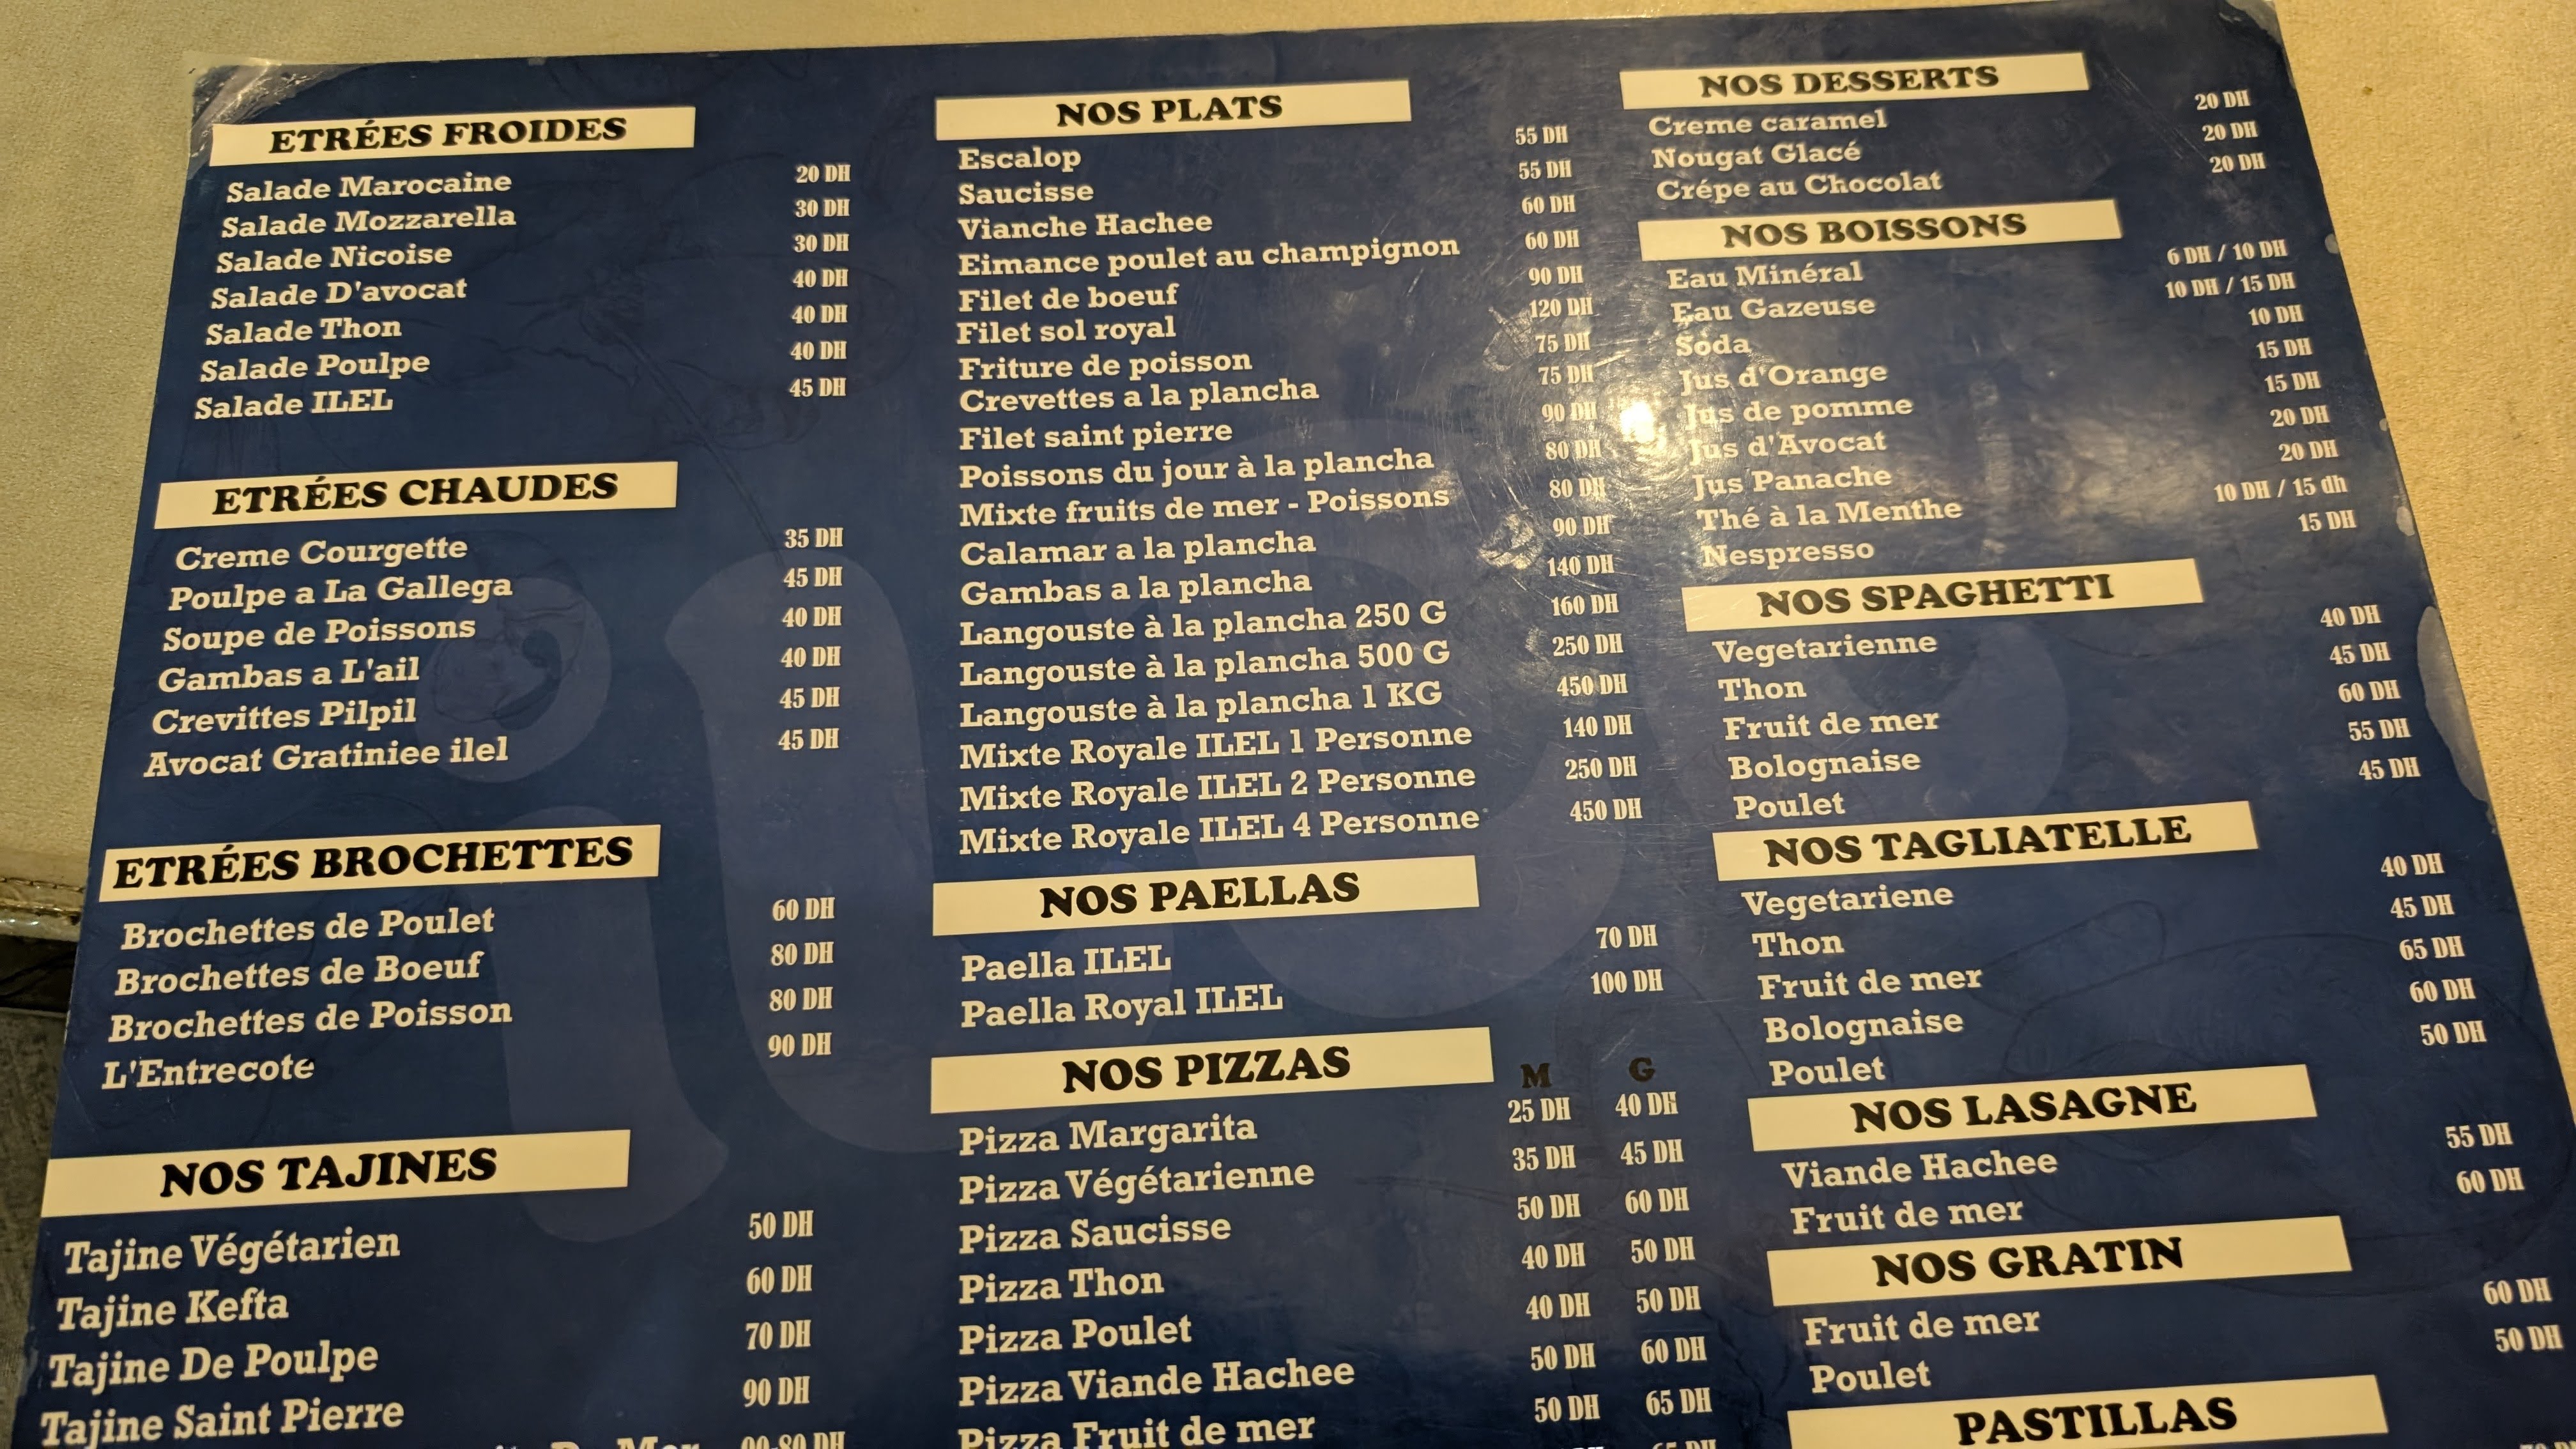 ETRÉES FROIDES
Salade Marocaine 20 DH
Salade Mozzarella 30 DH
Salade Nicoise 30 DH
Salade D'avocat 40 DH
Salade Thon 40 DH
Salade Poulpe 40 DH
Salade ILEL 45 DH
ETRÉES CHAUDES
Creme Courgette 35 DH
Poulpe a La Gallega 45 DH
Soupe de Poissons 40 DH
Gambas a L'ail 40 DH
Crevittes Pilpil 45 DH
Avocat Gratiniee ilel 45 DH
ETRÉES BROCHETTES
Brochettes de Poulet 60 DH
Brochettes de Boeuf 80 DH
Brochettes de Poisson 80 DH
L'Entrecote 90 DH
NOS TAJINES
Tajine Végétarien 50 DH
Tajine Kefta 60 DH
Tajine De Poulpe 70 DH
Tajine Saint Pierre 90 DH
De Mer
NOS PLATS
Escalop 55 DH
Saucisse 55 DH
Vianche Hachee 60 DH
Eimance poulet au champignon 60 DH
Filet de boeuf 90 DH
Filet sol royal 120 DH
Friture de poisson 75 DH
Crevettes a la plancha 75 DH
Filet saint pierre 90 DH
Poissons du jour à la plancha 80 DH
Mixte fruits de mer - Poissons 80 DH
Calamar a la plancha 90 DH
Gambas a la plancha 140 DH
Langouste à la plancha 250 G 160 DH
Langouste à la plancha 500 G 250 DH
Langouste à la plancha 1 KG 450 DH
Mixte Royale ILEL 1 Personne 140 DH
Mixte Royale ILEL 2 Personne 250 DH
Mixte Royale ILEL 4 Personne 450 DH
NOS PAELLAS
Paella ILEL 70 DH
Paella Royal ILEL 100 DH
NOS PIZZAS M G
Pizza Margarita 25 DH 40 DH
Pizza Végétarienne 35 DH 45 DH
Pizza Saucisse 50 DH 60 DH
Pizza Thon 40 DH 50 DH
Pizza Poulet 40 DH 50 DH
Pizza Viande Hachee 50 DH 60 DH
Pizza Fruit de mer 50 DH 65 DH
NOS DESSERTS
Creme caramel 20 DH
Nougat Glacé 20 DH
Crépe au Chocolat 20 DH
NOS BOISSONS
Eau Minéral 6 DH / 10 DH
Eau Gazeuse 10 DH / 15 DH
Soda 10 DH
Jus d'Orange 15 DH
Jus de pomme 15 DH
Jus d'Avocat 20 DH
Jus Panache 20 DH
Thé à la Menthe 10 DH / 15 dh
Nespresso 15 DH
NOS SPAGHETTI
Vegetarienne 40 DH
Thon 45 DH
Fruit de mer 60 DH
Bolognaise 55 DH
Poulet 45 DH
NOS TAGLIATELLE
Vegetariene 40 DH
Thon 45 DH
Fruit de mer 65 DH
Bolognaise 60 DH
Poulet 50 DH
NOS LASAGNE
Viande Hachee 55 DH
Fruit de mer 60 DH
NOS GRATIN
Fruit de mer 60 DH
Poulet 50 DH
PASTILLAS